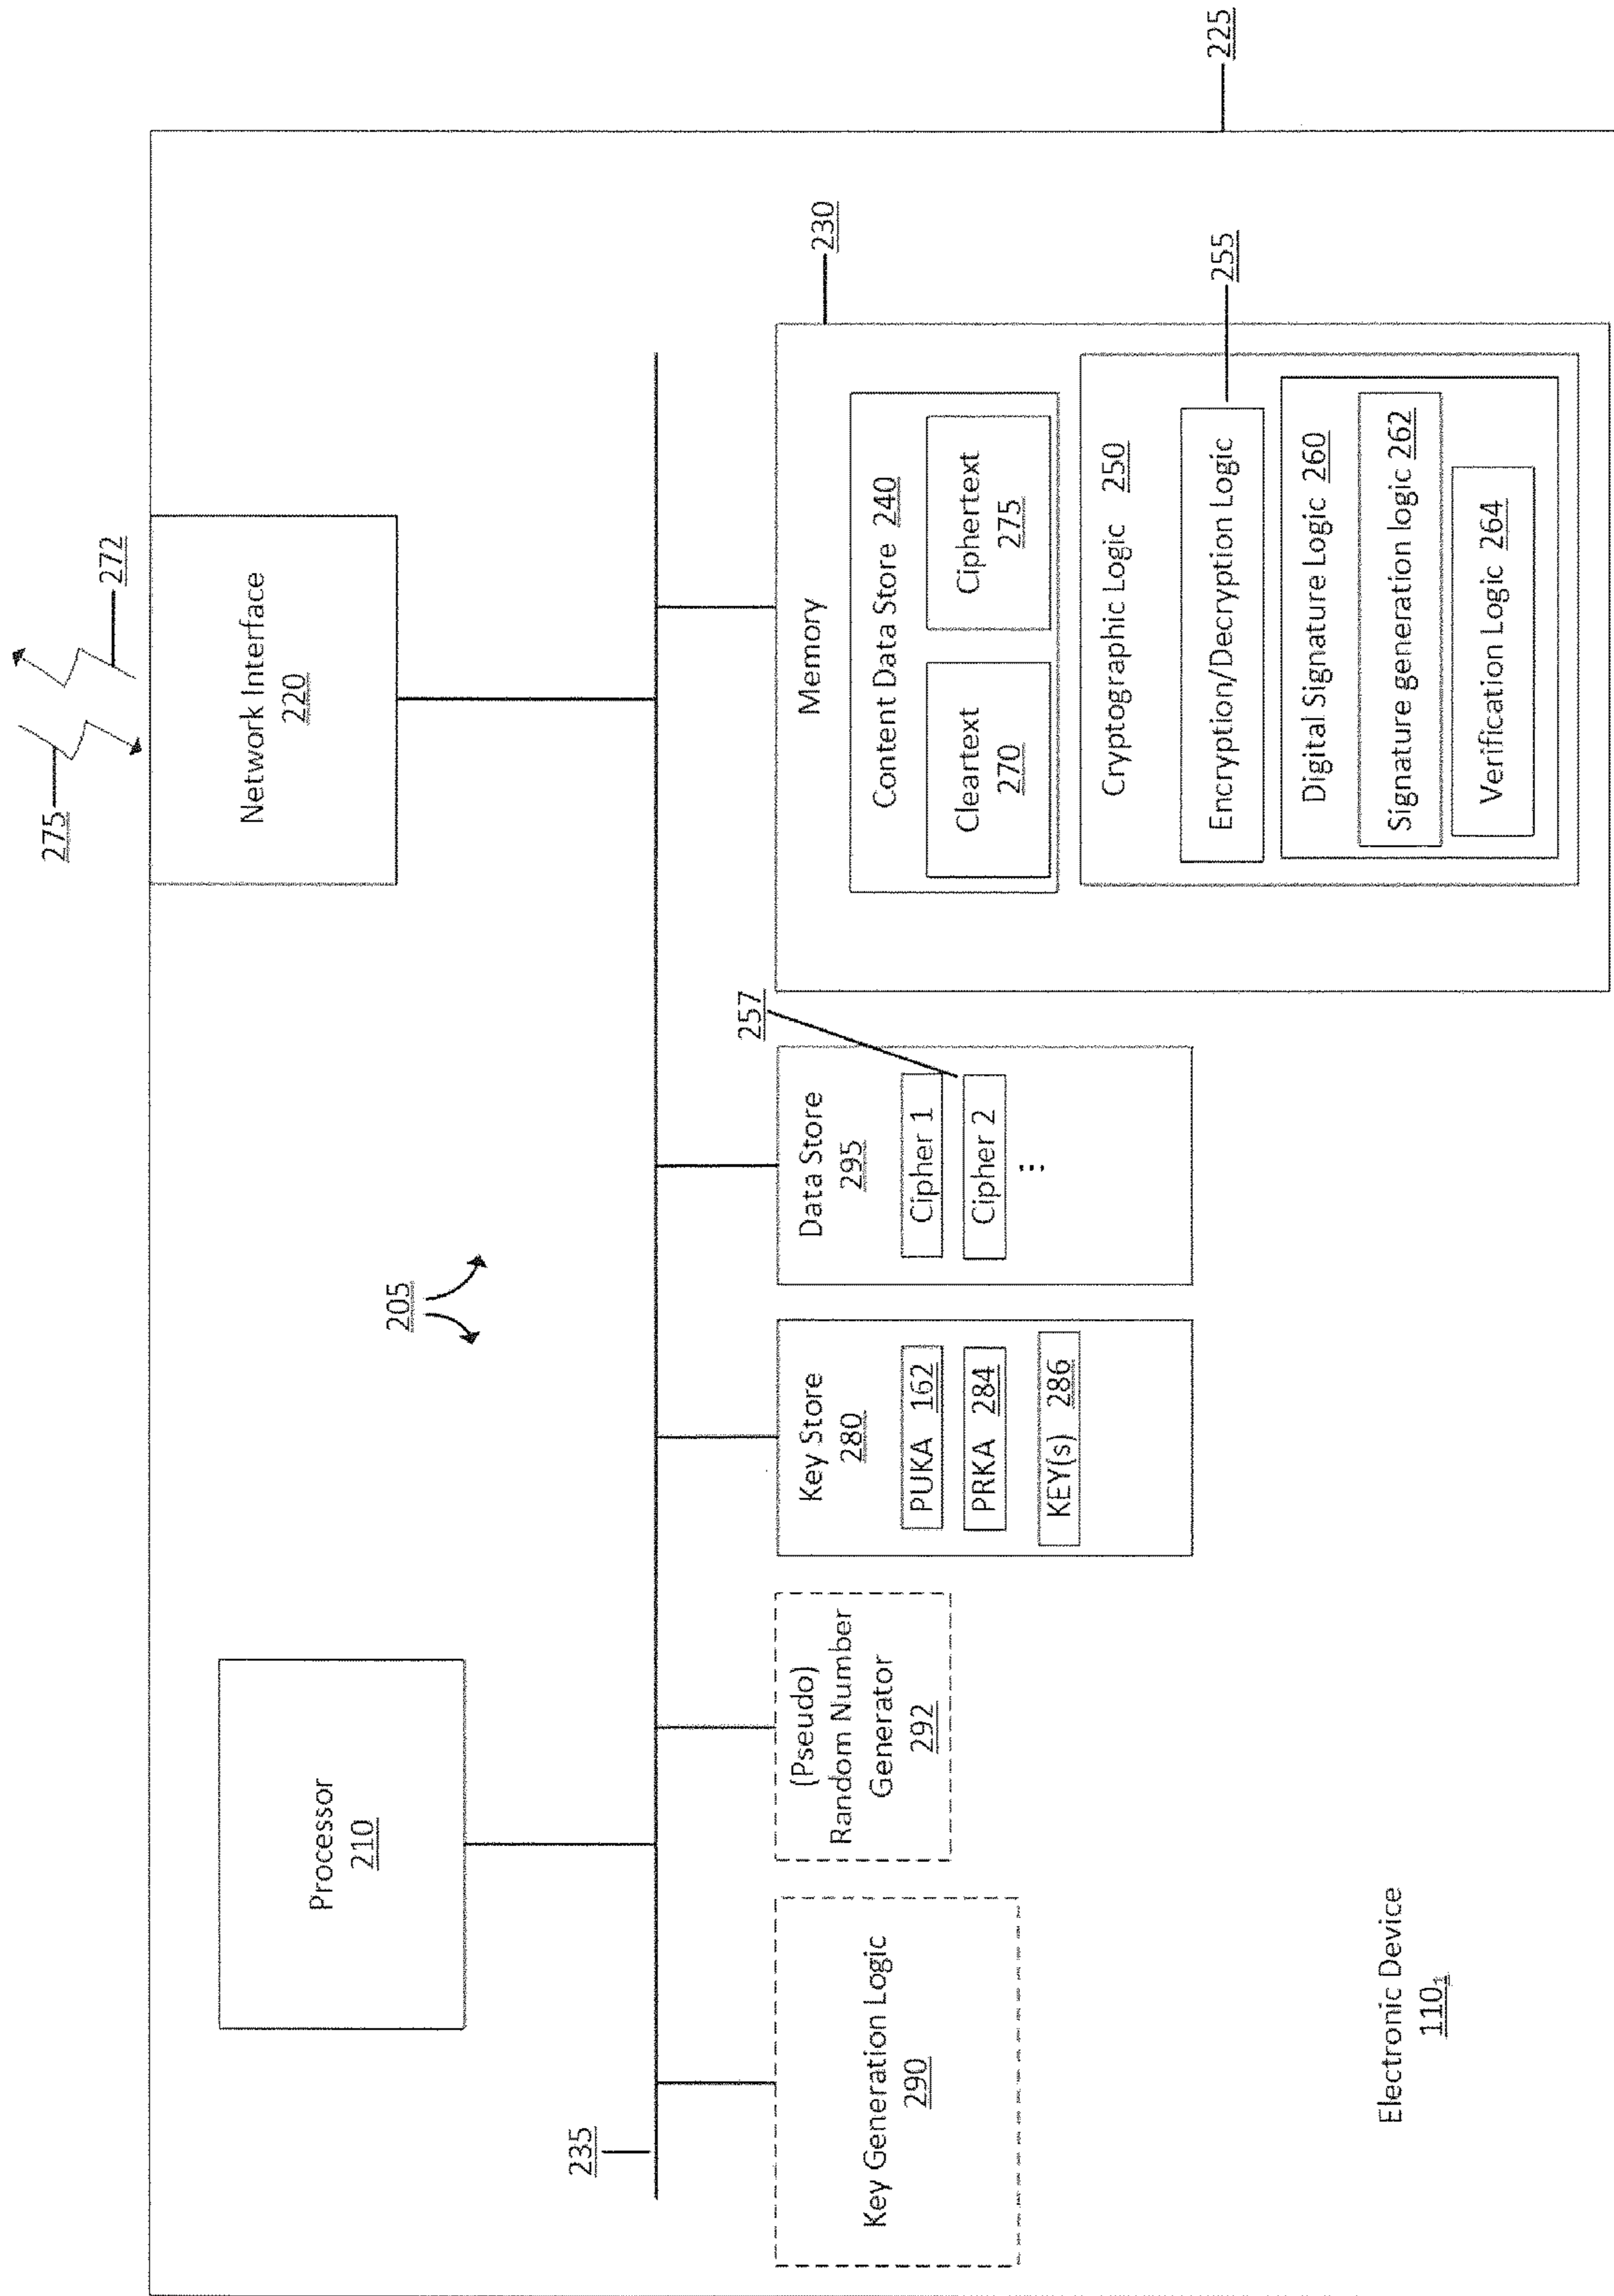 275
272
Network Interface
220
225
Processor
210
205
235
Key Generation Logic
290
(Pseudo)
Random Number
Generator
292
Key Store
280
PUKA 162
PRKA 284
KEY(s) 286
Data Store
295
Cipher 1
Cipher 2
⋮
257
230
Memory
Content Data Store 240
Cleartext
270
Ciphertext
275
Cryptographic Logic 250
Encryption/Decryption Logic
255
Digital Signature Logic 260
Signature generation logic 262
Verification Logic 264
Electronic Device
110₁